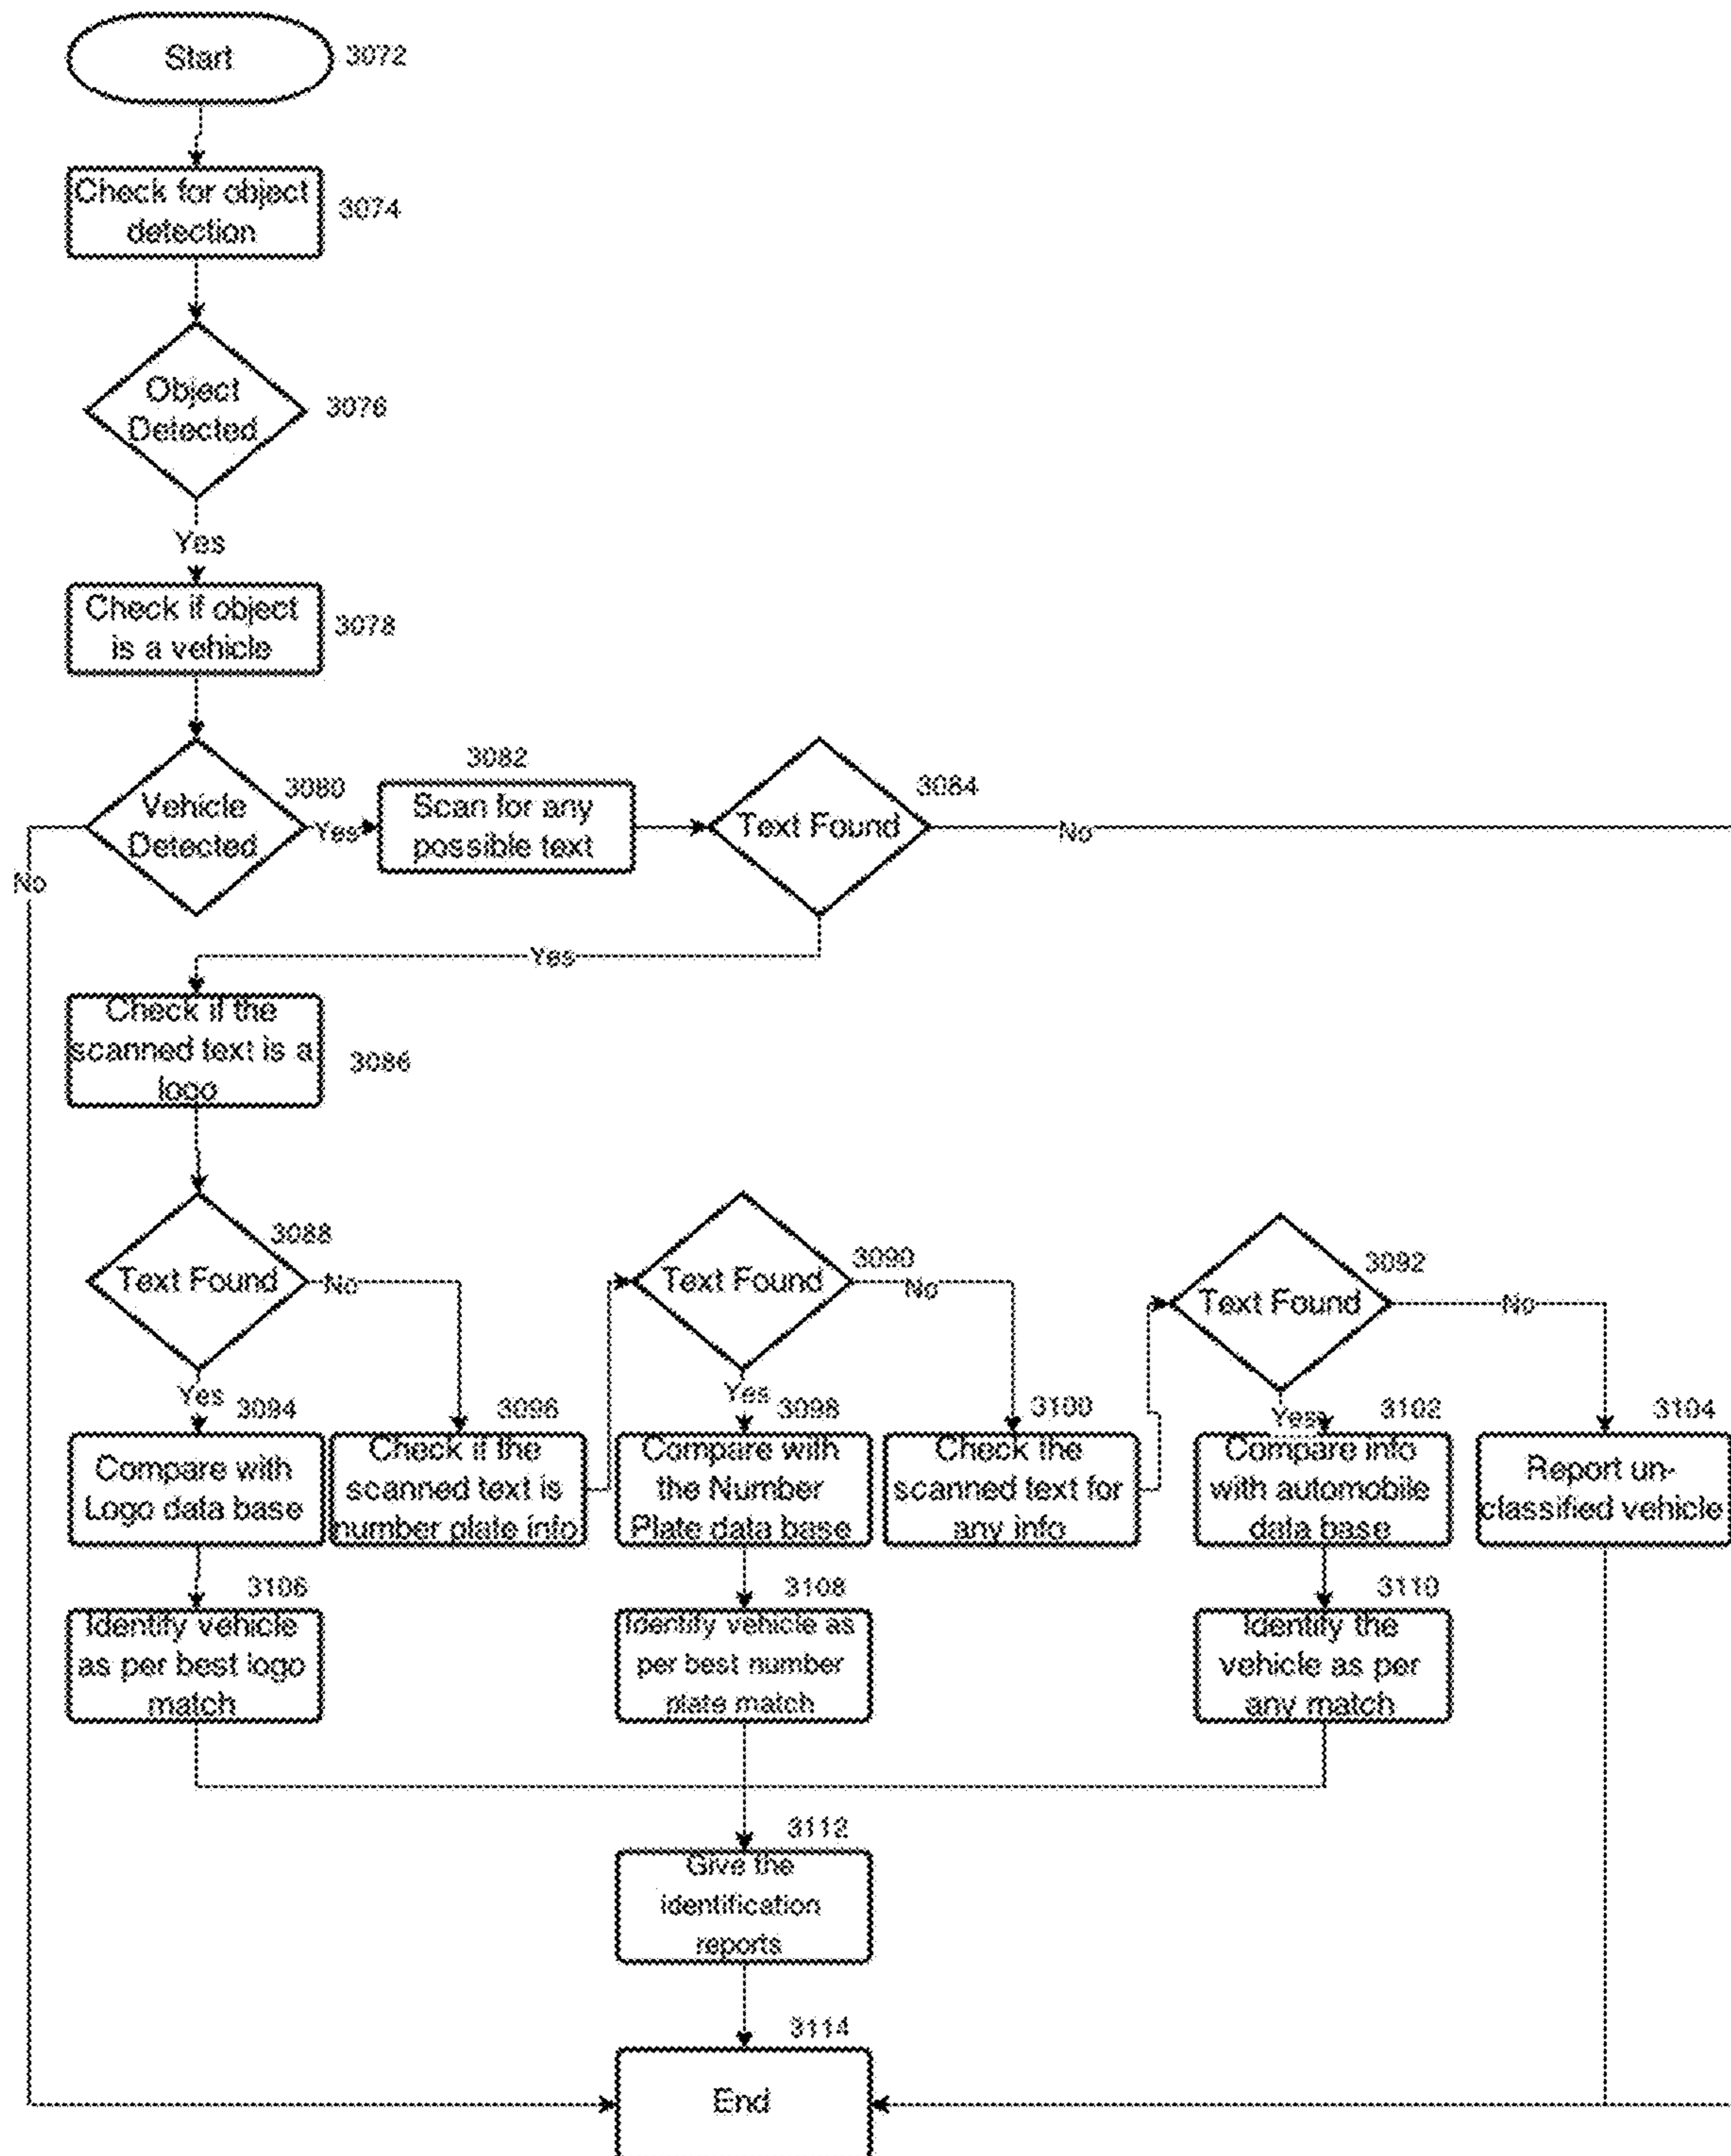 Start
3072
Check for object
detection
3074
Object
Detected
3076
Yes
Check if object
is a vehicle
3078
Vehicle
Detected
3080
Yes
No
3082
Scan for any
possible text
3084
Text Found
No
Yes
Check if the
scanned text is a
logo
3086
Text Found
3088
No
Yes
Text Found
3090
No
Yes
Text Found
3092
No
Yes
3094
Compare with
Logo data base
3096
Check if the
scanned text is
number plate info
3098
Compare with
the Number
Plate data base
3100
Check the
scanned text for
any info
3102
Compare info
with automobile
data base
3104
Report un-
classified vehicle
3106
Identify vehicle
as per best logo
match
3108
Identify vehicle as
per best number
plate match
3110
Identify the
vehicle as per
any match
3112
Give the
identification
reports
3114
End